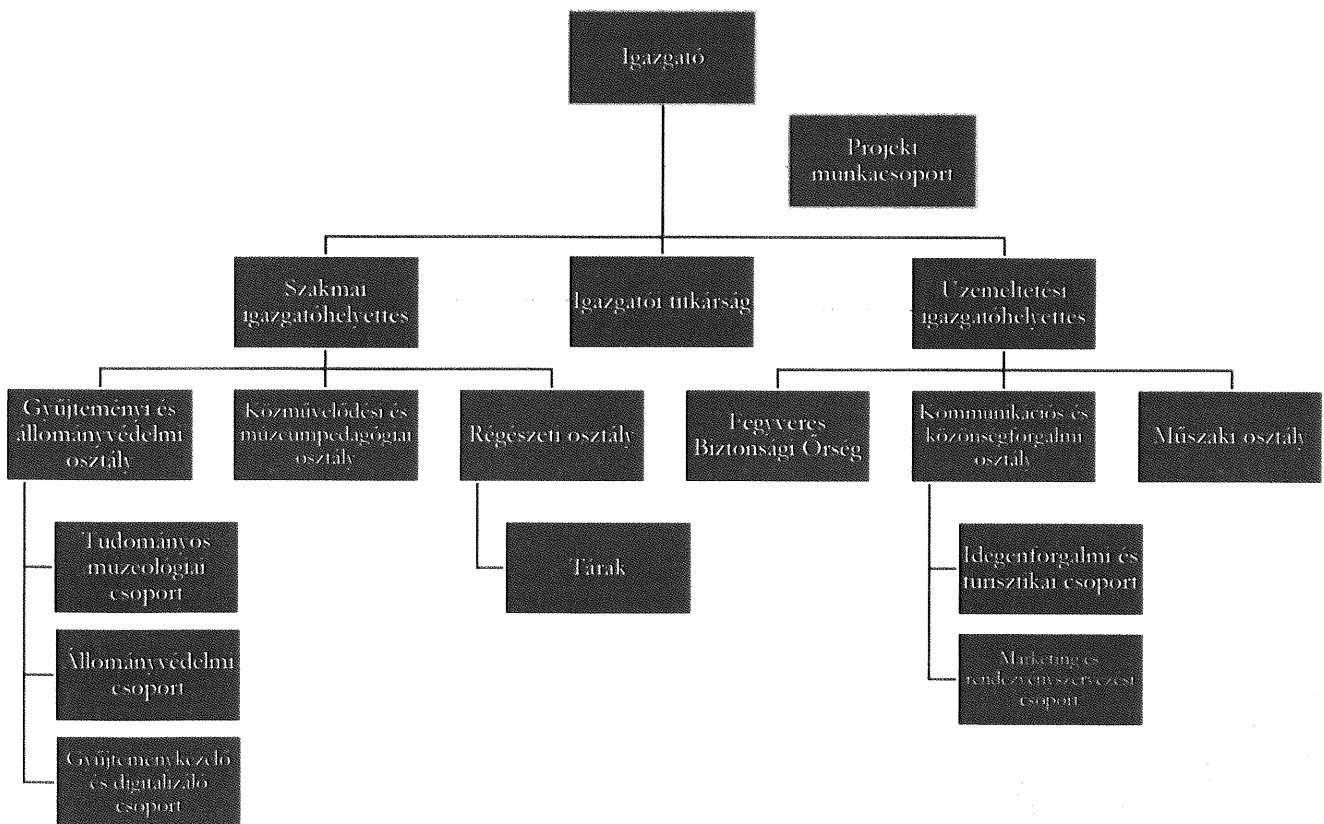 Igazgató
Projekt
munkacsoport
Szakmai
igazgatóhelyettes
Igazgatói titkárság
Üzemeltetési
igazgatóhelyettes
Gyűjteményi és
állományvédelmi
osztály
Közművelődési és
múzeumpedagógiai
osztály
Régészeti osztály
Fegyveres
Biztonsági Őrség
Kommunikációs és
közönségforgalmi
osztály
Műszaki osztály
Tudományos
muzeológiai
csoport
Tárak
Idegenforgalmi és
turisztikai csoport
Állományvédelmi
csoport
Marketing és
rendezvényszervezési
csoport
Gyűjteménykezelő
és digitalizáló
csoport